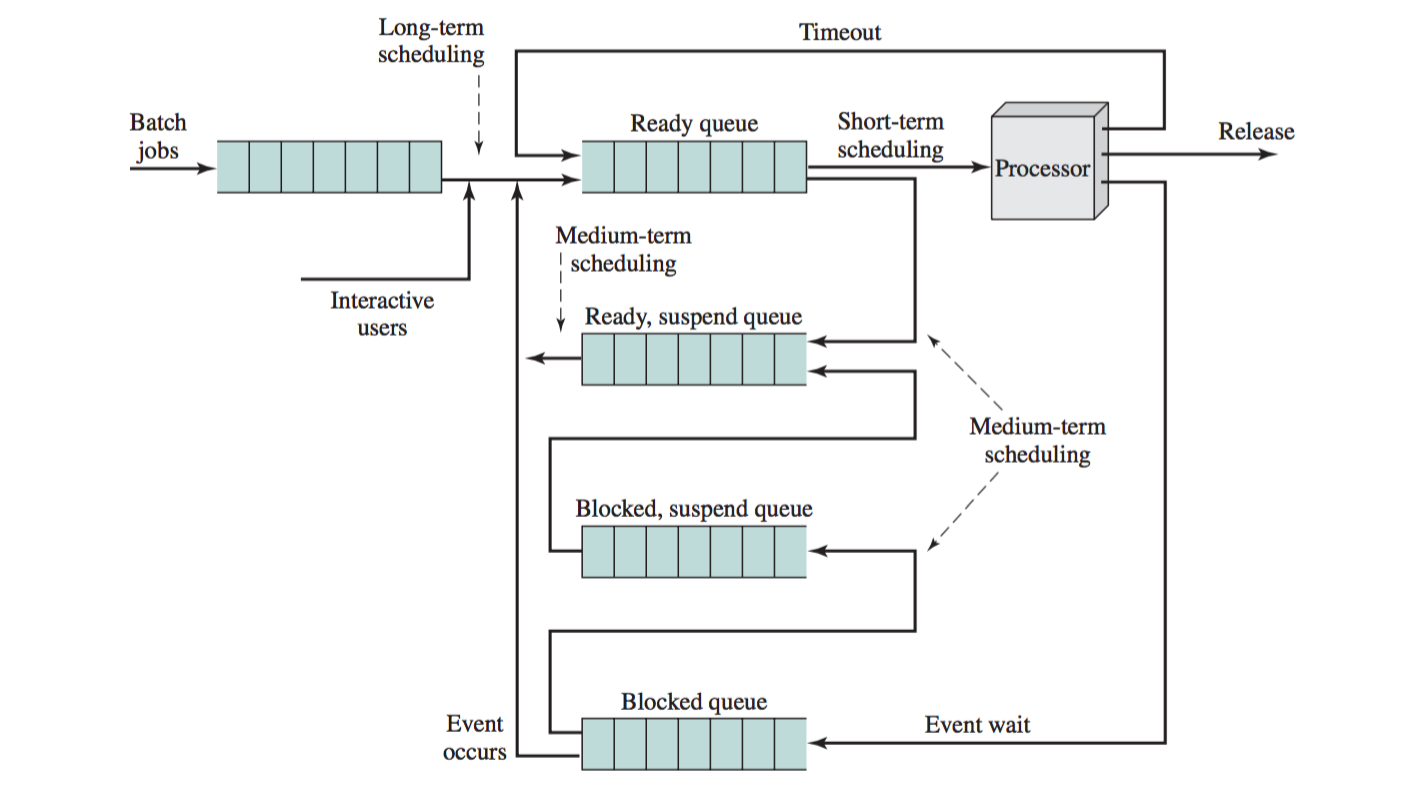 Long-term
scheduling
Timeout
Batch
jobs
Ready queue
Short-term
scheduling
Processor
Release
Medium-term
scheduling
Interactive
users
Ready, suspend queue
Medium-term
scheduling
Blocked, suspend queue
Blocked queue
Event
occurs
Event wait